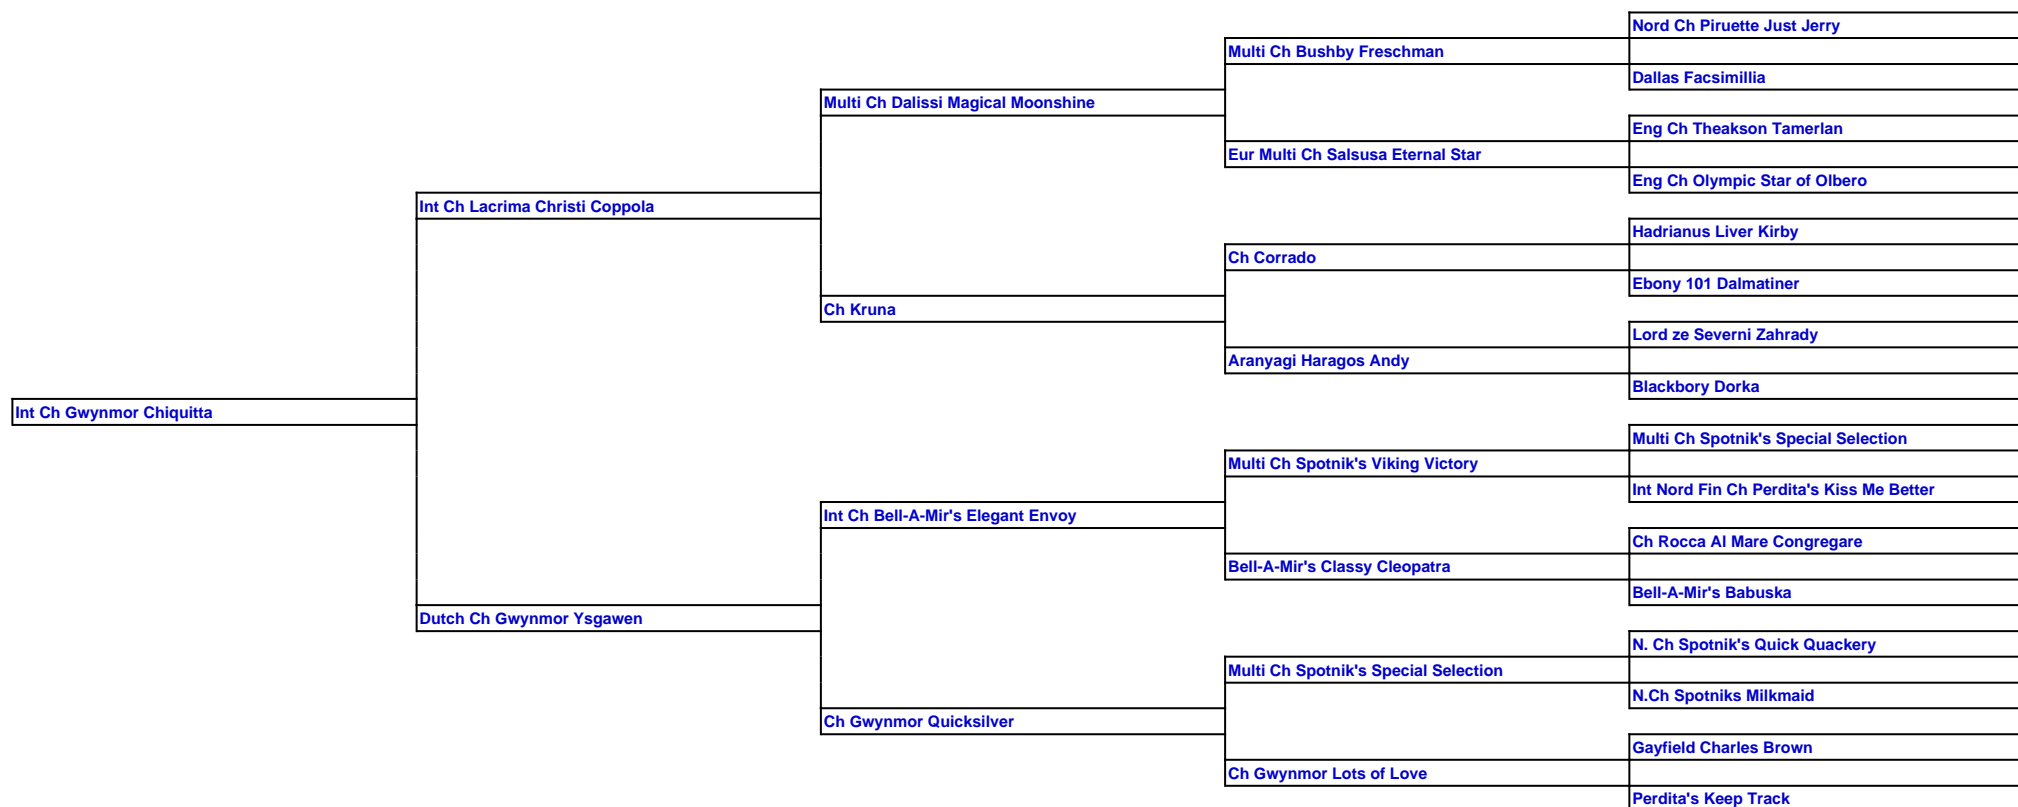 Nord Ch Piruette Just Jerry
Multi Ch Bushby Freschman
Dallas Facsimillia
Multi Ch Dalissi Magical Moonshine
Eng Ch Theakson Tamerlan
Eur Multi Ch Salsusa Eternal Star
Eng Ch Olympic Star of Olbero
Int Ch Lacrima Christi Coppola
Hadrianus Liver Kirby
Ch Corrado
Ebony 101 Dalmatiner
Ch Kruna
Lord ze Severni Zahrady
Aranyagi Haragos Andy
Blackbory Dorka
Int Ch Gwynmor Chiquitta
Multi Ch Spotnik's Special Selection
Multi Ch Spotnik's Viking Victory
Int Nord Fin Ch Perdita's Kiss Me Better
Int Ch Bell-A-Mir's Elegant Envoy
Ch Rocca Al Mare Congregare
Bell-A-Mir's Classy Cleopatra
Bell-A-Mir's Babuska
Dutch Ch Gwynmor Ysgawen
N. Ch Spotnik's Quick Quackery
Multi Ch Spotnik's Special Selection
N.Ch Spotniks Milkmaid
Ch Gwynmor Quicksilver
Gayfield Charles Brown
Ch Gwynmor Lots of Love
Perdita's Keep Track